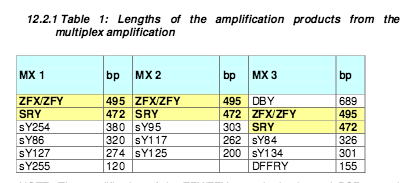 12.2.1 Table 1: Lengths of the amplification products from the
multiplex amplification
MX 1 bp MX 2 bp MX 3 bp
ZFX/ZFY 495 ZFX/ZFY 495 DBY 689
SRY 472 SRY 472 ZFX/ZFY 495
sY254 380 sY95 303 SRY 472
sY86 320 sY117 262 sY84 326
sY127 274 sY125 200 sY134 301
sY255 120 DFFRY 155